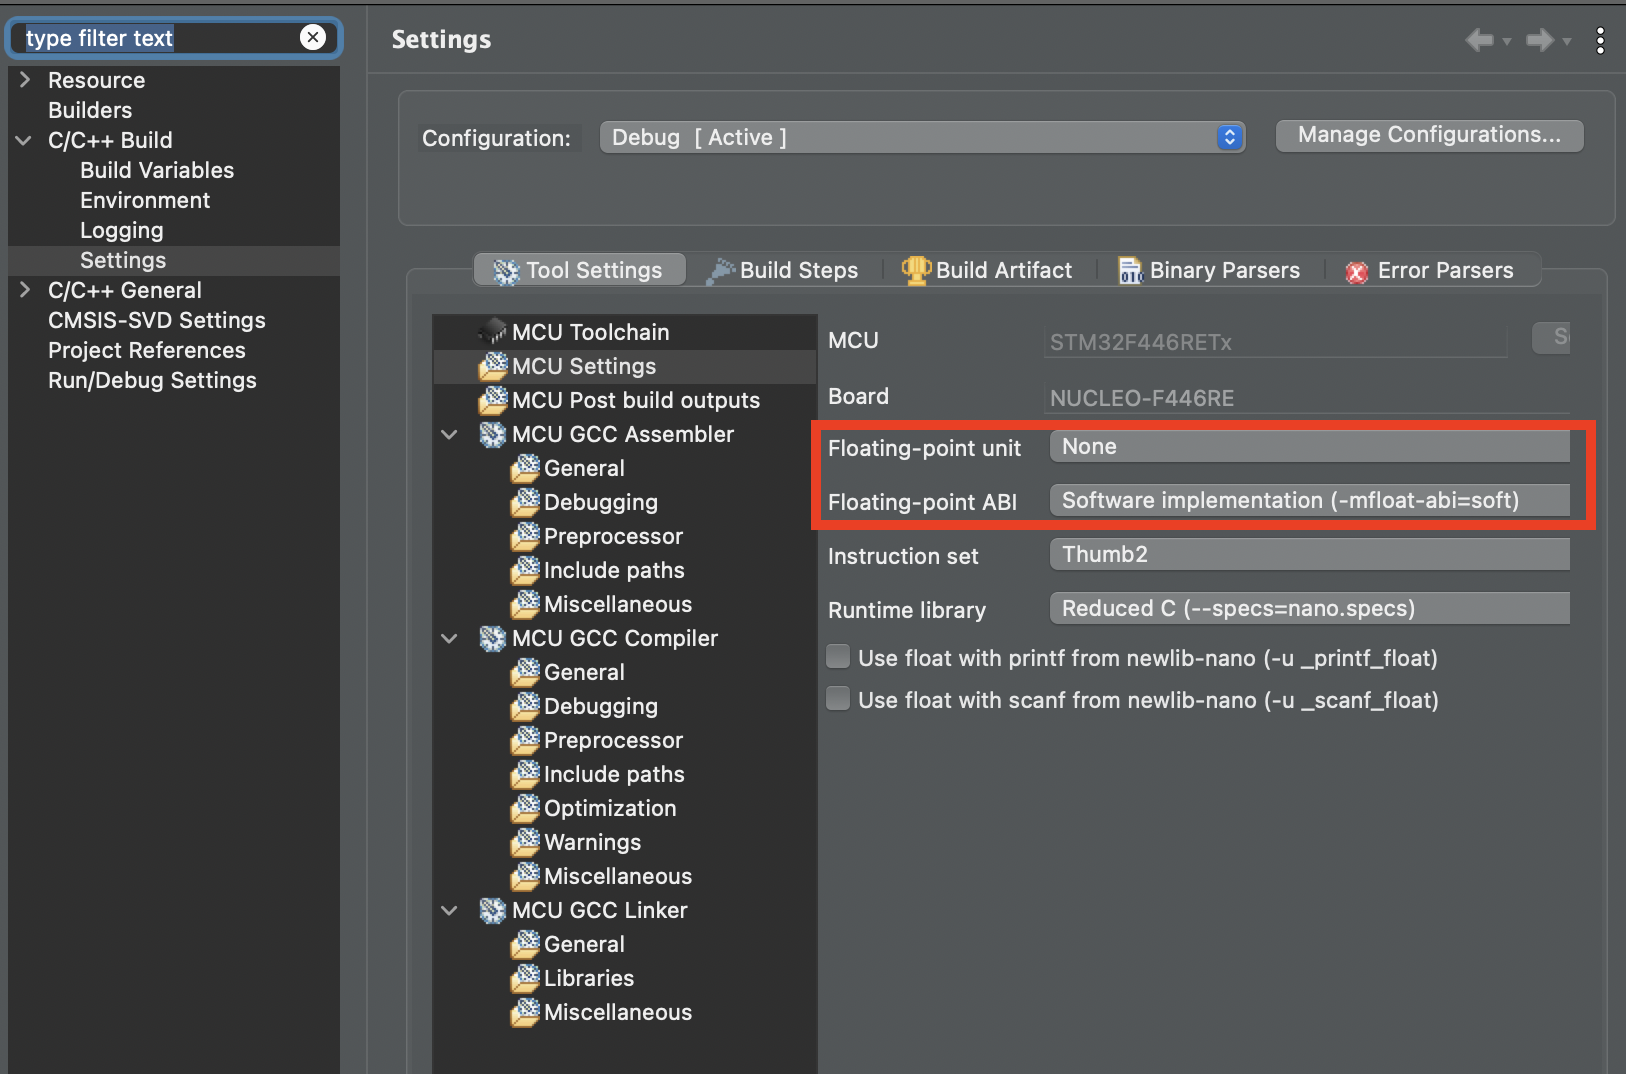 type filter text
Resource
Builders
C/C++ Build
Build Variables
Environment
Logging
Settings
C/C++ General
CMSIS-SVD Settings
Project References
Run/Debug Settings
Settings
Configuration:
Debug [ Active ]
Manage Configurations...
Tool Settings
Build Steps
Build Artifact
Binary Parsers
Error Parsers
MCU Toolchain
MCU Settings
MCU Post build outputs
MCU GCC Assembler
General
Debugging
Preprocessor
Include paths
Miscellaneous
MCU GCC Compiler
General
Debugging
Preprocessor
Include paths
Optimization
Warnings
Miscellaneous
MCU GCC Linker
General
Libraries
Miscellaneous
MCU
STM32F446RETx
Board
NUCLEO-F446RE
Floating-point unit
None
Floating-point ABI
Software implementation (-mfloat-abi=soft)
Instruction set
Thumb2
Runtime library
Reduced C (--specs=nano.specs)
Use float with printf from newlib-nano (-u _printf_float)
Use float with scanf from newlib-nano (-u _scanf_float)